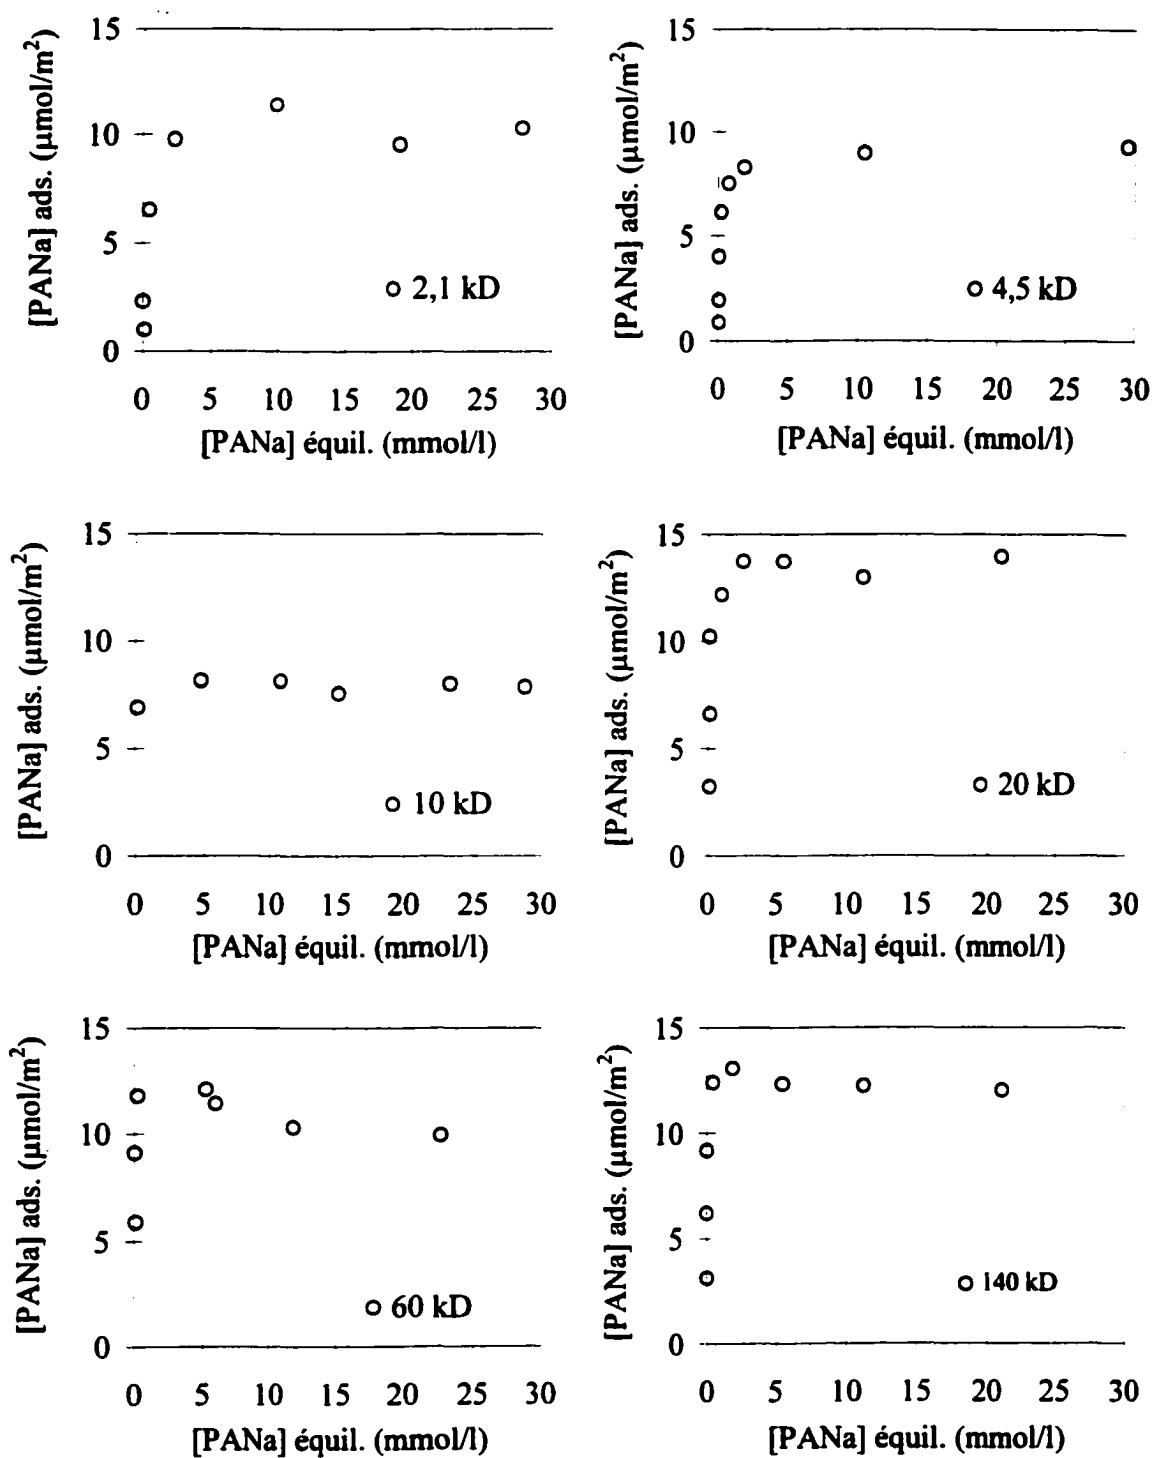 15
10
5
0
[PANa] ads. (µmol/m²)
2,1 kD
0 5 10 15 20 25 30
[PANa] équil. (mmol/l)
15
10
5
0
[PANa] ads. (µmol/m²)
4,5 kD
0 5 10 15 20 25 30
[PANa] équil. (mmol/l)
15
10
5
0
[PANa] ads. (µmol/m²)
10 kD
0 5 10 15 20 25 30
[PANa] équil. (mmol/l)
15
10
5
0
[PANa] ads. (µmol/m²)
20 kD
0 5 10 15 20 25 30
[PANa] équil. (mmol/l)
15
10
5
0
[PANa] ads. (µmol/m²)
60 kD
0 5 10 15 20 25 30
[PANa] équil. (mmol/l)
15
10
5
0
[PANa] ads. (µmol/m²)
140 kD
0 5 10 15 20 25 30
[PANa] équil. (mmol/l)